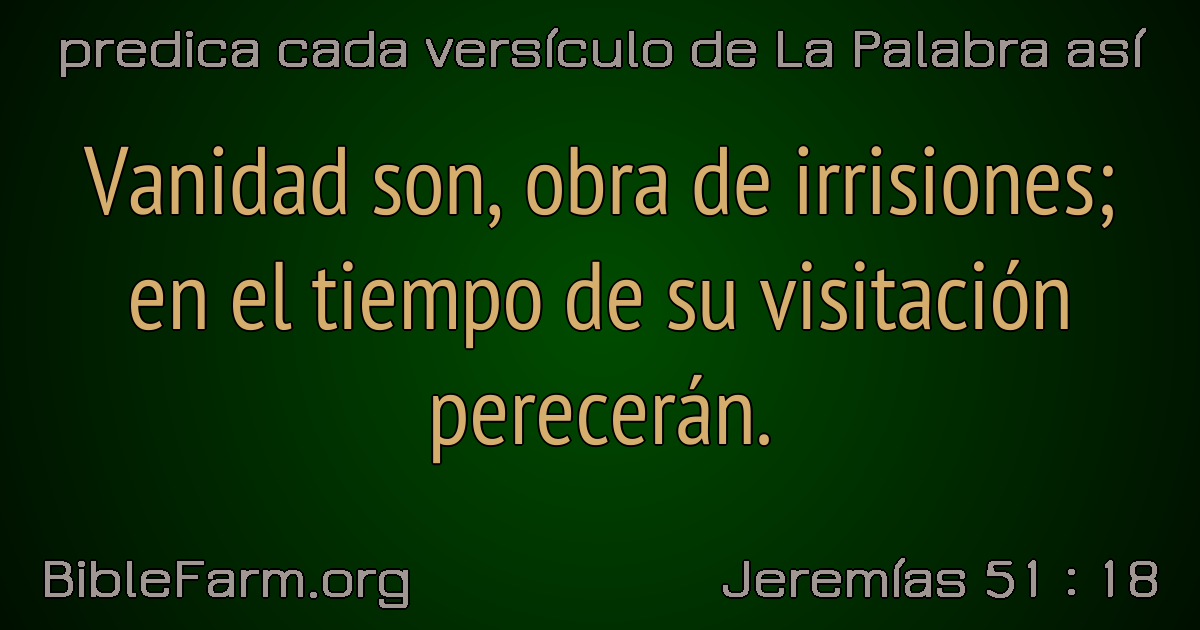 predica cada versículo de La Palabra así
Vanidad son, obra de irrisiones;
en el tiempo de su visitación
perecerán.
BibleFarm.org
Jeremías 51 : 18